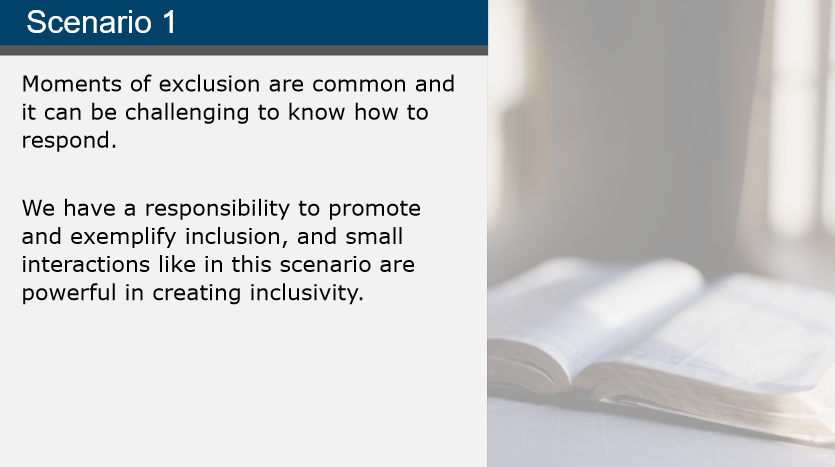 Scenario 1
Moments of exclusion are common and
it can be challenging to know how to
respond.
We have a responsibility to promote
and exemplify inclusion, and small
interactions like in this scenario are
powerful in creating inclusivity.